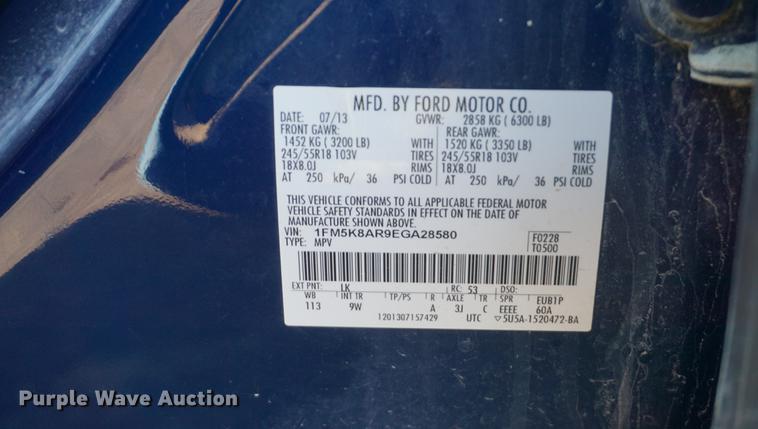 MFD. BY FORD MOTOR CO.
DATE: 07/13 GVWR: 2858 KG ( 6300 LB)
FRONT GAWR: REAR GAWR:
1452 KG ( 3200 LB) WITH 1520 KG ( 3350 LB) WITH
245/55R18 103V TIRES 245/55R18 103V TIRES
18X8.0J RIMS 18X8.0J RIMS
AT 250 kPa/ 36 PSI COLD AT 250 kPa/ 36 PSI COLD
THIS VEHICLE CONFORMS TO ALL APPLICABLE FEDERAL MOTOR
VEHICLE SAFETY STANDARDS IN EFFECT ON THE DATE OF
MANUFACTURE SHOWN ABOVE.
VIN: 1FM5K8AR9EGA28580 F0228
TYPE: MPV T0500
EXT PNT: LK RC: 53 DSO:
WB INT TR TP/PS R AXLE TR SPR EUB1P
113 9W A 3J C EEEE 60A
1201307157429 UTC ▽5U5A-1520472-BA
Purple Wave Auction